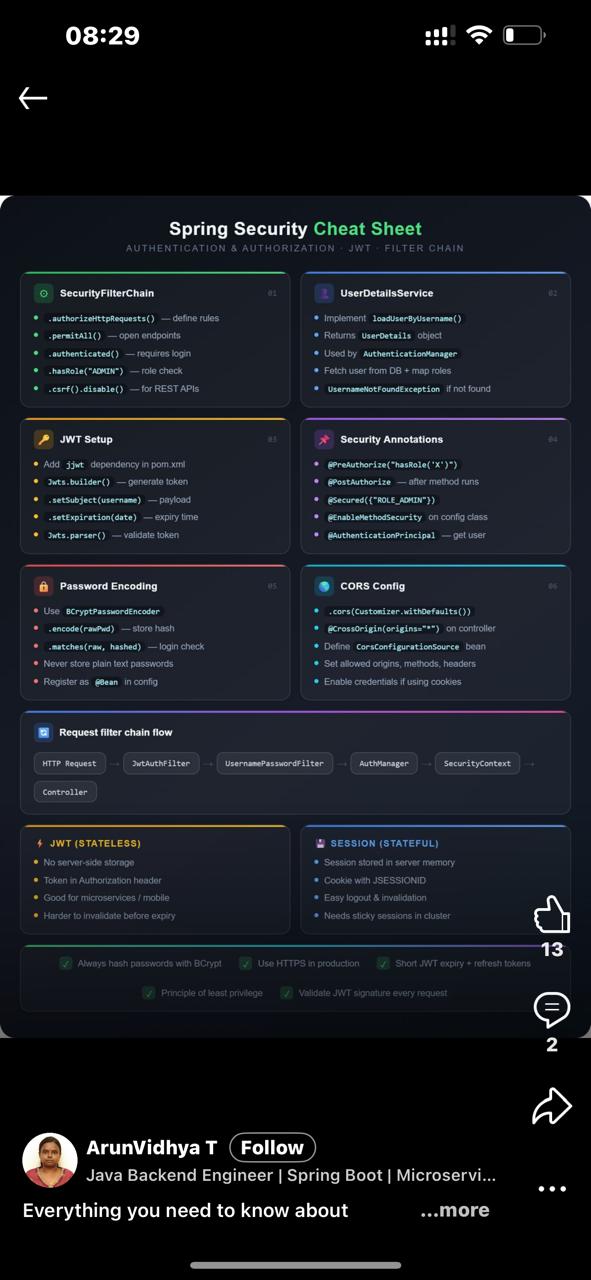 08:29
Spring Security Cheat Sheet
AUTHENTICATION & AUTHORIZATION · JWT · FILTER CHAIN
SecurityFilterChain 01
.authorizeHttpRequests() — define rules
.permitAll() — open endpoints
.authenticated() — requires login
.hasRole("ADMIN") — role check
.csrf().disable() — for REST APIs
UserDetailsService 02
Implement loadUserByUsername()
Returns UserDetails object
Used by AuthenticationManager
Fetch user from DB + map roles
UsernameNotFoundException if not found
JWT Setup 03
Add jjwt dependency in pom.xml
Jwts.builder() — generate token
.setSubject(username) — payload
.setExpiration(date) — expiry time
Jwts.parser() — validate token
Security Annotations 04
@PreAuthorize("hasRole('X')")
@PostAuthorize — after method runs
@Secured({"ROLE_ADMIN"})
@EnableMethodSecurity on config class
@AuthenticationPrincipal — get user
Password Encoding 05
Use BCryptPasswordEncoder
.encode(rawPwd) — store hash
.matches(raw, hashed) — login check
Never store plain text passwords
Register as @Bean in config
CORS Config 06
.cors(Customizer.withDefaults())
@CrossOrigin(origins="*") on controller
Define CorsConfigurationSource bean
Set allowed origins, methods, headers
Enable credentials if using cookies
Request filter chain flow
HTTP Request → JwtAuthFilter → UsernamePasswordFilter → AuthManager → SecurityContext →
Controller
JWT (STATELESS)
No server-side storage
Token in Authorization header
Good for microservices / mobile
Harder to invalidate before expiry
SESSION (STATEFUL)
Session stored in server memory
Cookie with JSESSIONID
Easy logout & invalidation
Needs sticky sessions in cluster
✓ Always hash passwords with BCrypt ✓ Use HTTPS in production ✓ Short JWT expiry + refresh tokens
✓ Principle of least privilege ✓ Validate JWT signature every request
13
2
ArunVidhya T Follow
Java Backend Engineer | Spring Boot | Microservi...
Everything you need to know about ...more